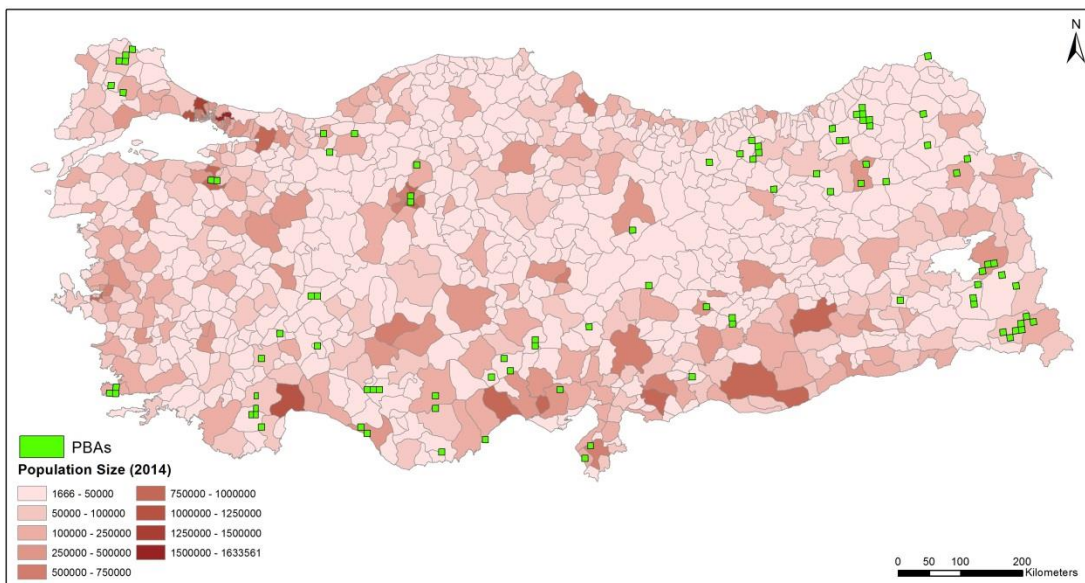 N
PBAs
Population Size (2014)
1666 - 50000
50000 - 100000
100000 - 250000
250000 - 500000
500000 - 750000
750000 - 1000000
1000000 - 1250000
1250000 - 1500000
1500000 - 1633561
0 50 100 200
Kilometers